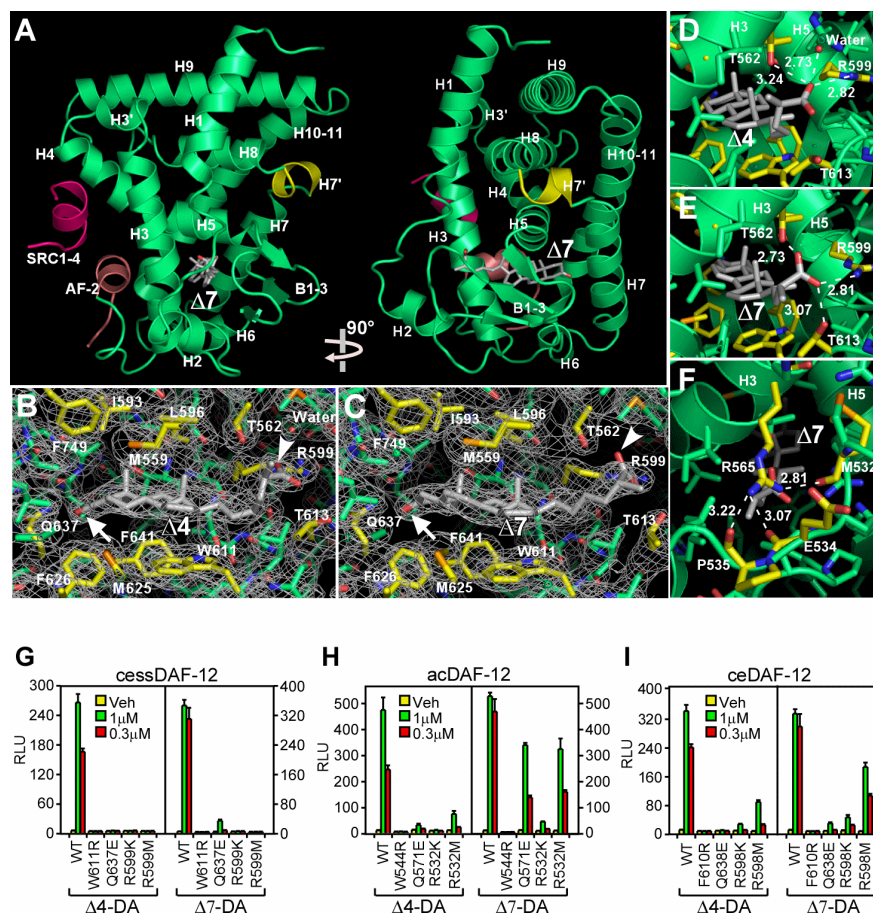 A
H9
H3'
H1
H10-11
H4
H8
H7'
H3
H5
H7
SRC1-4
AF-2
Δ7
B1-3
H6
H2
90°
H1
H9
H3'
H8
H10-11
H4
H7'
H3
H5
Δ7
B1-3
H7
H2
H6
D
H3
H5
Water
T562
2.73
R599
3.24
2.82
Δ4
T613
E
H3
H5
T562
R599
2.73
2.81
Δ7
3.07
T613
F
H3
H5
Δ7
R565
M532
2.81
3.22
3.07
E534
P535
B
I593
L596
Water
T562
F749
M559
R599
Δ4
Q637
T613
F641
W611
F626
M625
C
I593
L596
T562
F749
M559
R599
Δ7
Q637
T613
F641
W611
F626
M625
G
cessDAF-12
300
240
180
120
60
0
RLU
Veh
1μM
0.3μM
400
320
240
160
80
0
WT
W611R
Q637E
R599K
R599M
WT
W611R
Q637E
R599K
R599M
Δ4-DA
Δ7-DA
H
acDAF-12
500
400
300
200
100
0
RLU
Veh
1μM
0.3μM
500
400
300
200
100
0
WT
W544R
Q571E
R532K
R532M
WT
W544R
Q571E
R532K
R532M
Δ4-DA
Δ7-DA
I
ceDAF-12
400
320
240
160
80
0
RLU
Veh
1μM
0.3μM
WT
F610R
Q638E
R598K
R598M
WT
F610R
Q638E
R598K
R598M
Δ4-DA
Δ7-DA